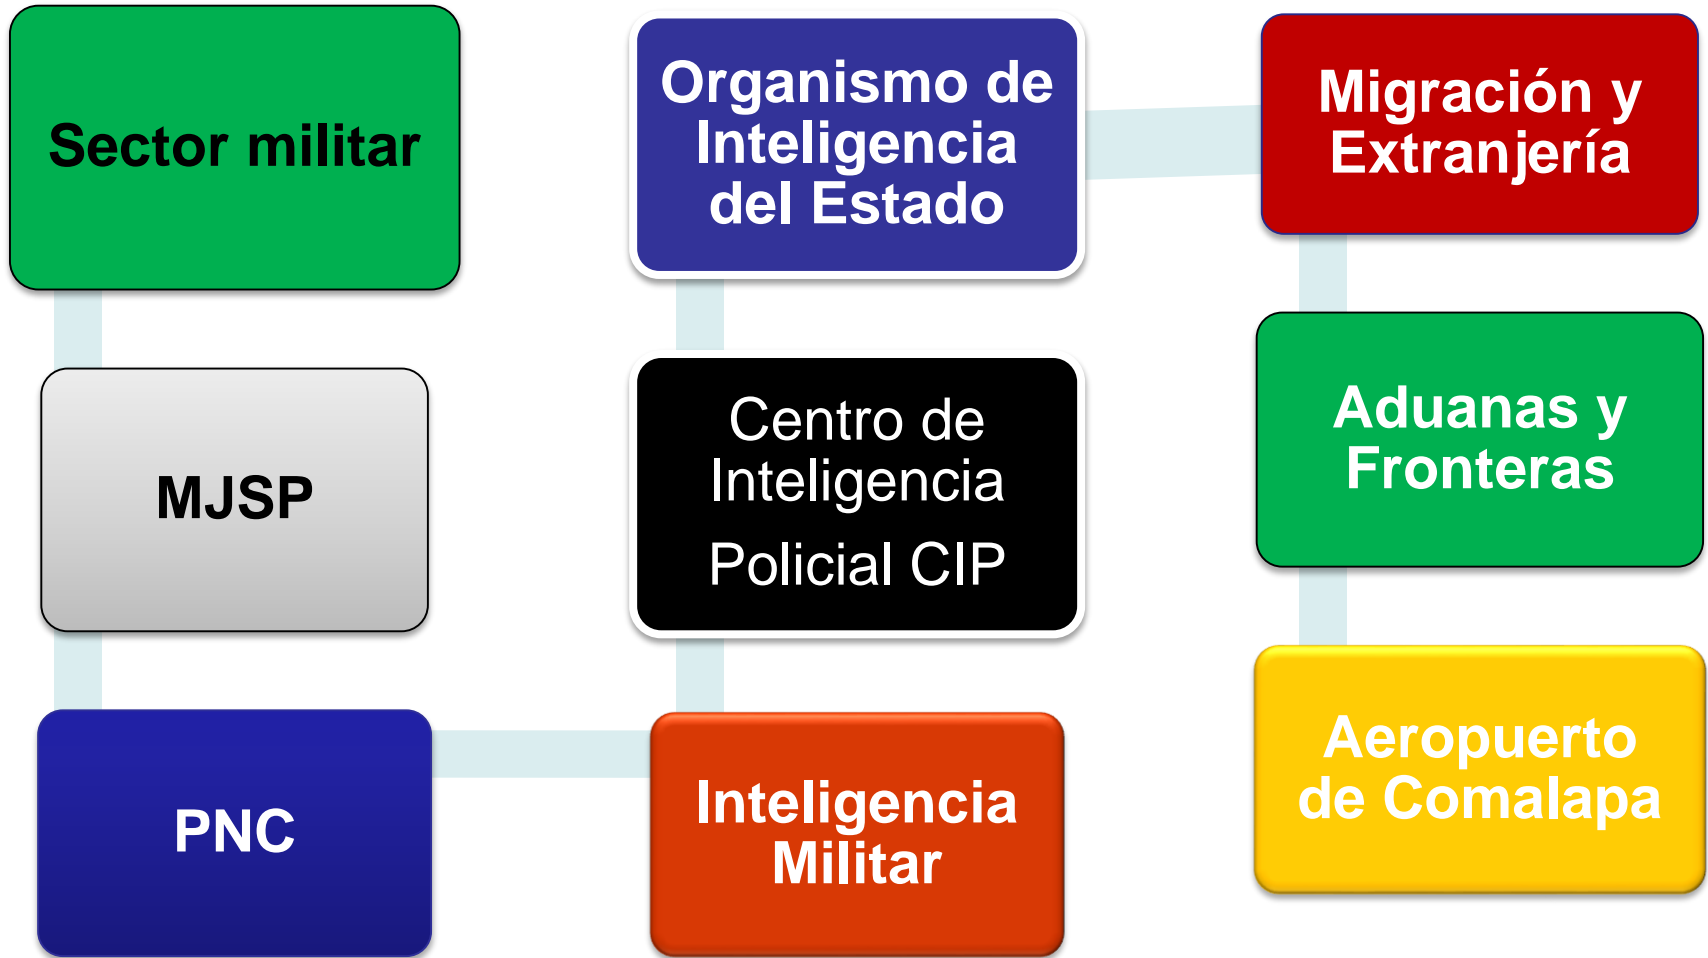 Sector militar
MJSP
PNC
Inteligencia
Militar
Centro de
Inteligencia
Policial CIP
Organismo de
Inteligencia
del Estado
Migración y
Extranjería
Aduanas y
Fronteras
Aeropuerto
de Comalapa